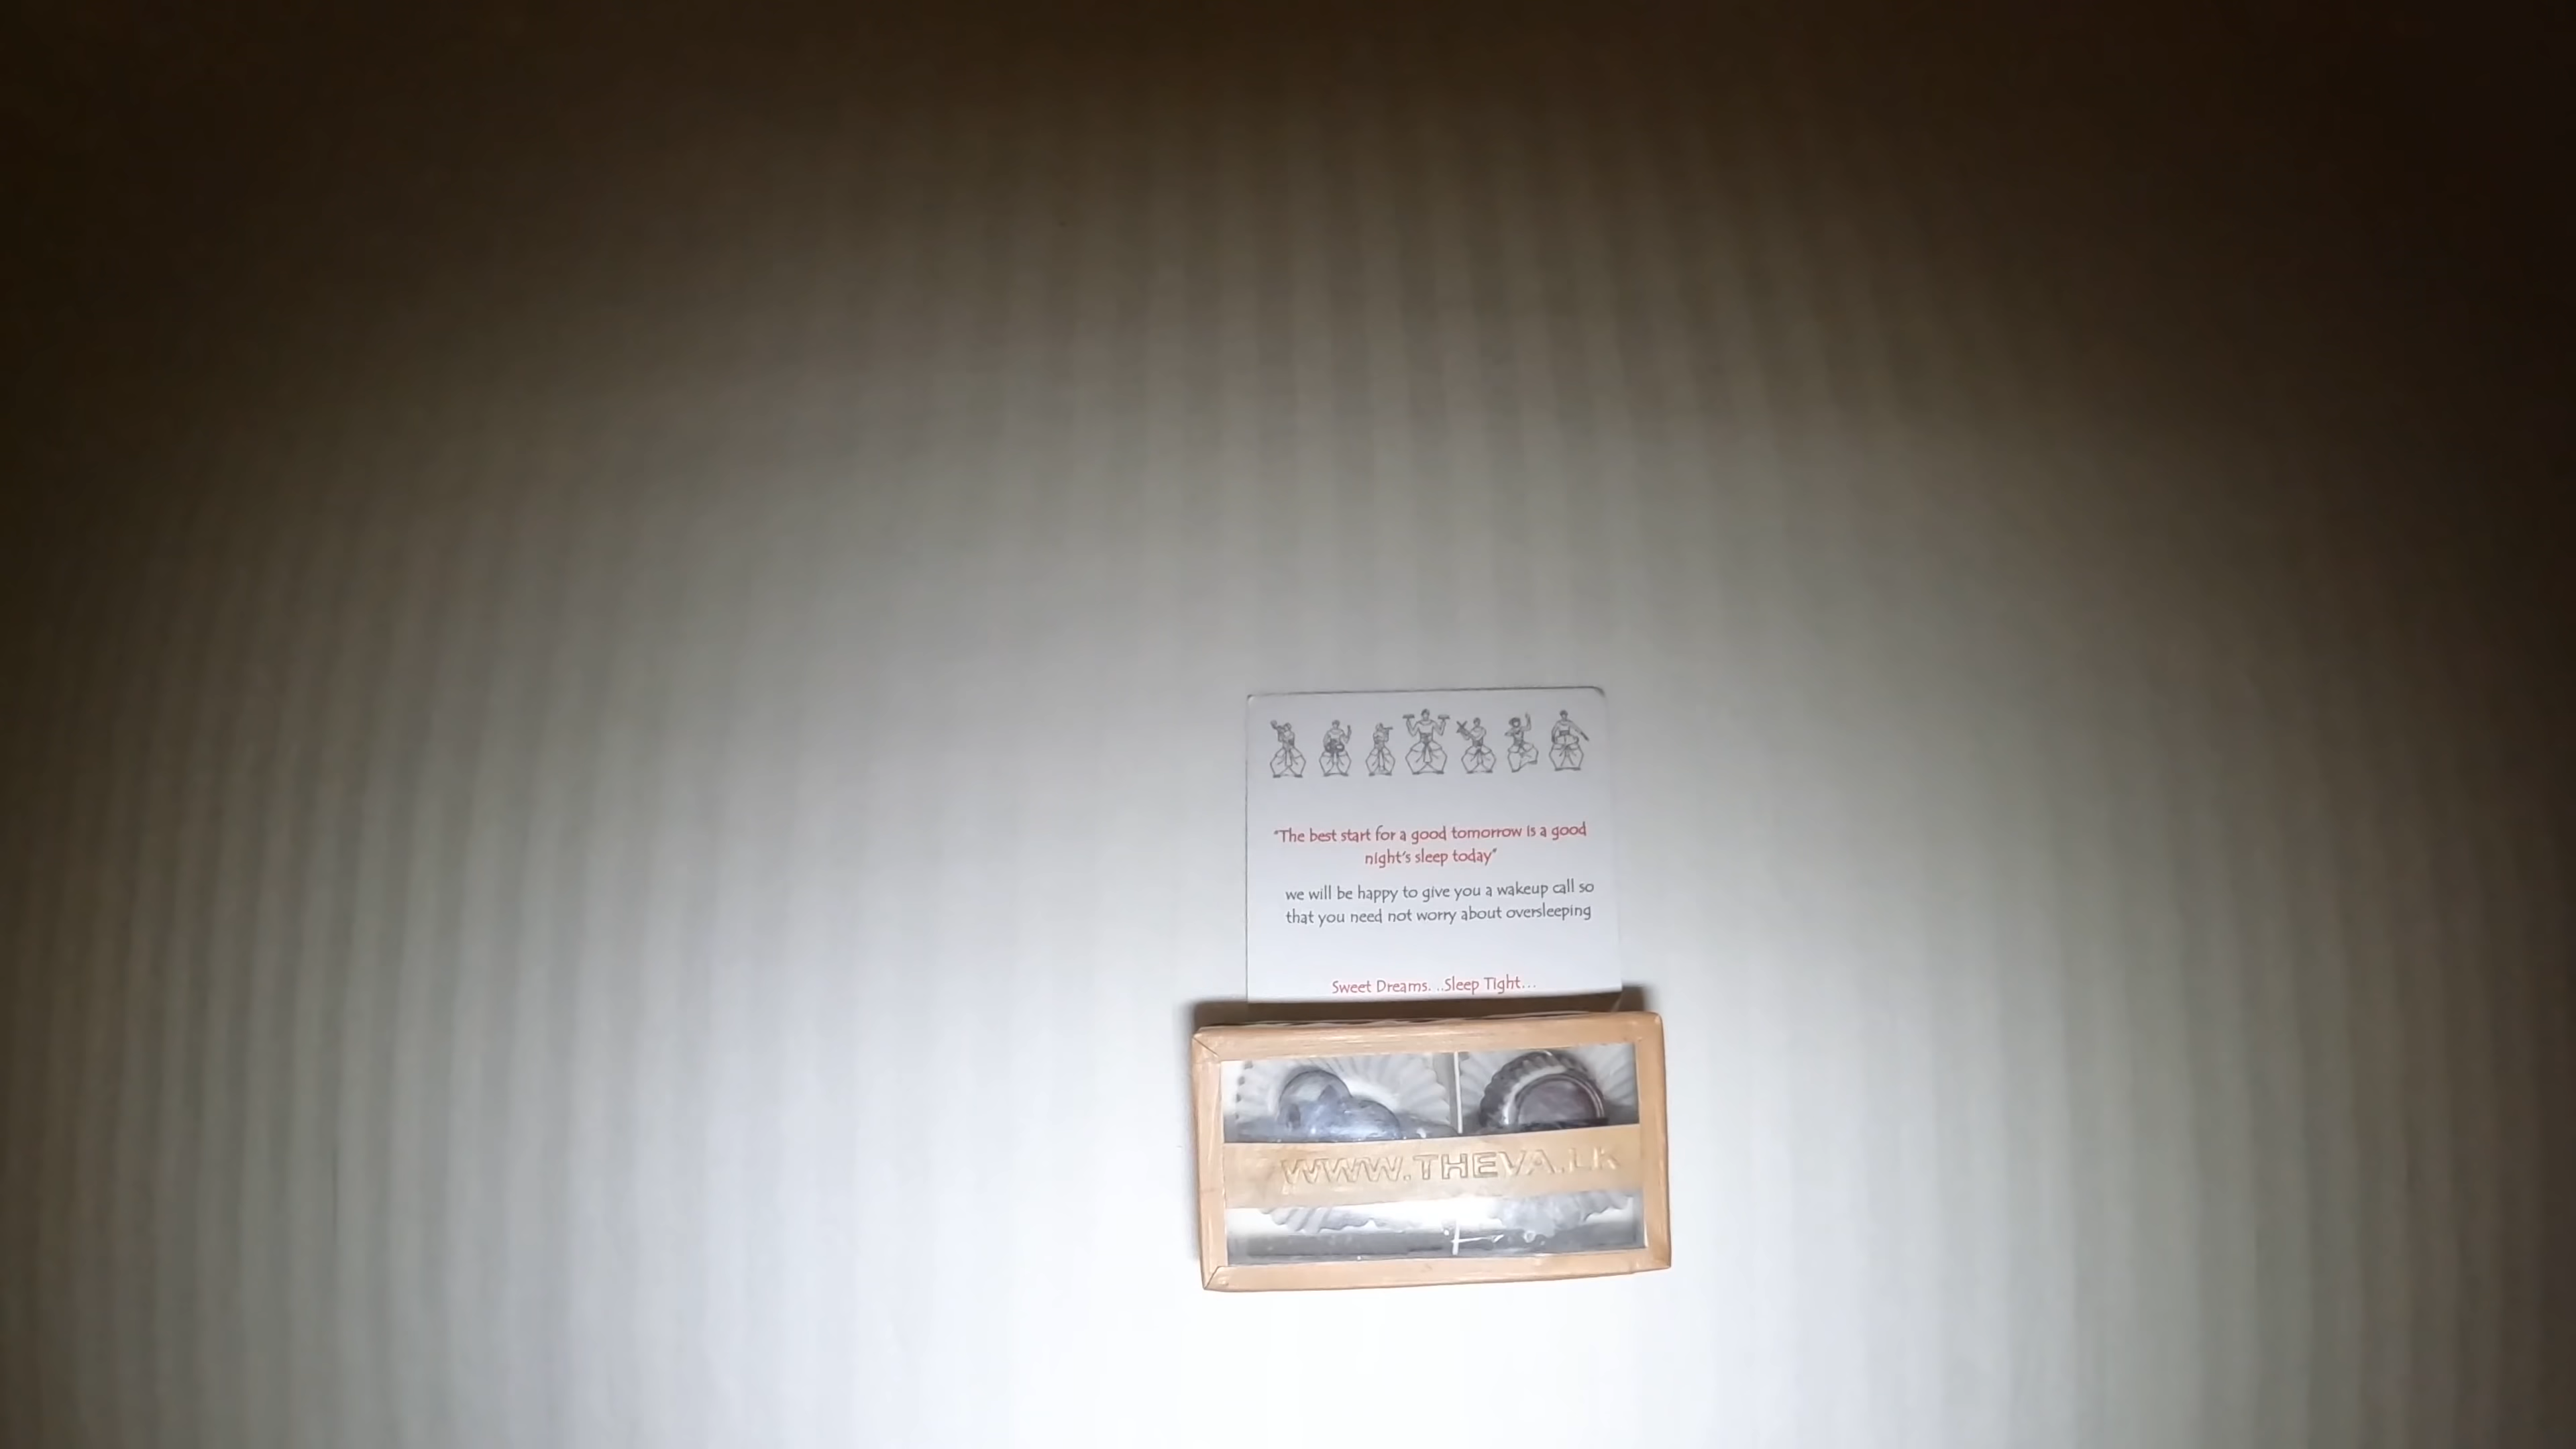 "The best start for a good tomorrow is a good
night's sleep today"
we will be happy to give you a wakeup call so
that you need not worry about oversleeping
Sweet Dreams. ..Sleep Tight...
WWW.THEVA.LK